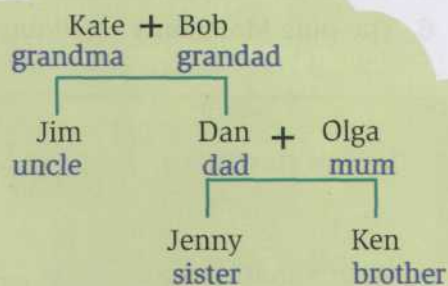 Kate + Bob
grandma grandad
Jim Dan + Olga
uncle dad mum
Jenny Ken
sister brother